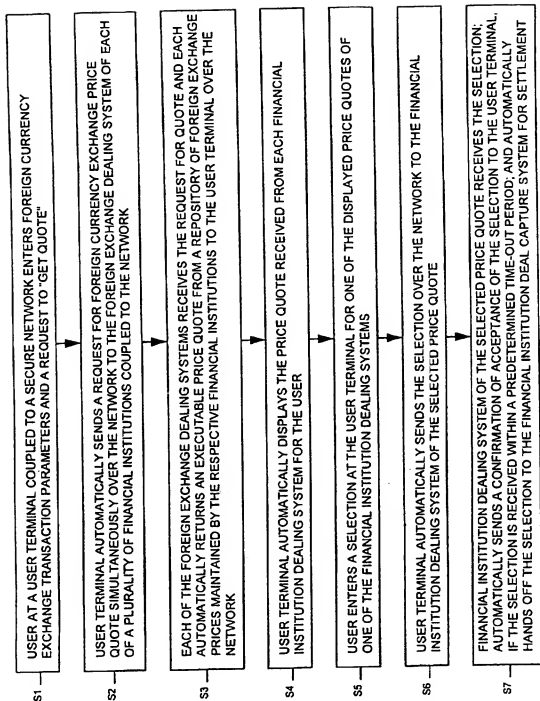 S1
USER AT A USER TERMINAL COUPLED TO A SECURE NETWORK ENTERS FOREIGN CURRENCY
EXCHANGE TRANSACTION PARAMETERS AND A REQUEST TO "GET QUOTE"
S2
USER TERMINAL AUTOMATICALLY SENDS A REQUEST FOR FOREIGN CURRENCY EXCHANGE PRICE
QUOTE SIMULTANEOUSLY OVER THE NETWORK TO THE FOREIGN EXCHANGE DEALING SYSTEM OF EACH
OF A PLURALITY OF FINANCIAL INSTITUTIONS COUPLED TO THE NETWORK
S3
EACH OF THE FOREIGN EXCHANGE DEALING SYSTEMS RECEIVES THE REQUEST FOR QUOTE AND EACH
AUTOMATICALLY RETURNS AN EXECUTABLE PRICE QUOTE FROM A REPOSITORY OF FOREIGN EXCHANGE
PRICES MAINTAINED BY THE RESPECTIVE FINANCIAL INSTITUTIONS TO THE USER TERMINAL OVER THE
NETWORK
S4
USER TERMINAL AUTOMATICALLY DISPLAYS THE PRICE QUOTE RECEIVED FROM EACH FINANCIAL
INSTITUTION DEALING SYSTEM FOR THE USER
S5
USER ENTERS A SELECTION AT THE USER TERMINAL FOR ONE OF THE DISPLAYED PRICE QUOTES OF
ONE OF THE FINANCIAL INSTITUTION DEALING SYSTEMS
S6
USER TERMINAL AUTOMATICALLY SENDS THE SELECTION OVER THE NETWORK TO THE FINANCIAL
INSTITUTION DEALING SYSTEM OF THE SELECTED PRICE QUOTE
S7
FINANCIAL INSTITUTION DEALING SYSTEM OF THE SELECTED PRICE QUOTE RECEIVES THE SELECTION;
AUTOMATICALLY SENDS A CONFIRMATION OF ACCEPTANCE OF THE SELECTION TO THE USER TERMINAL,
IF THE SELECTION IS RECEIVED WITHIN A PREDETERMINED TIME-OUT PERIOD; AND AUTOMATICALLY
HANDS OFF THE SELECTION TO THE FINANCIAL INSTITUTION DEAL CAPTURE SYSTEM FOR SETTLEMENT